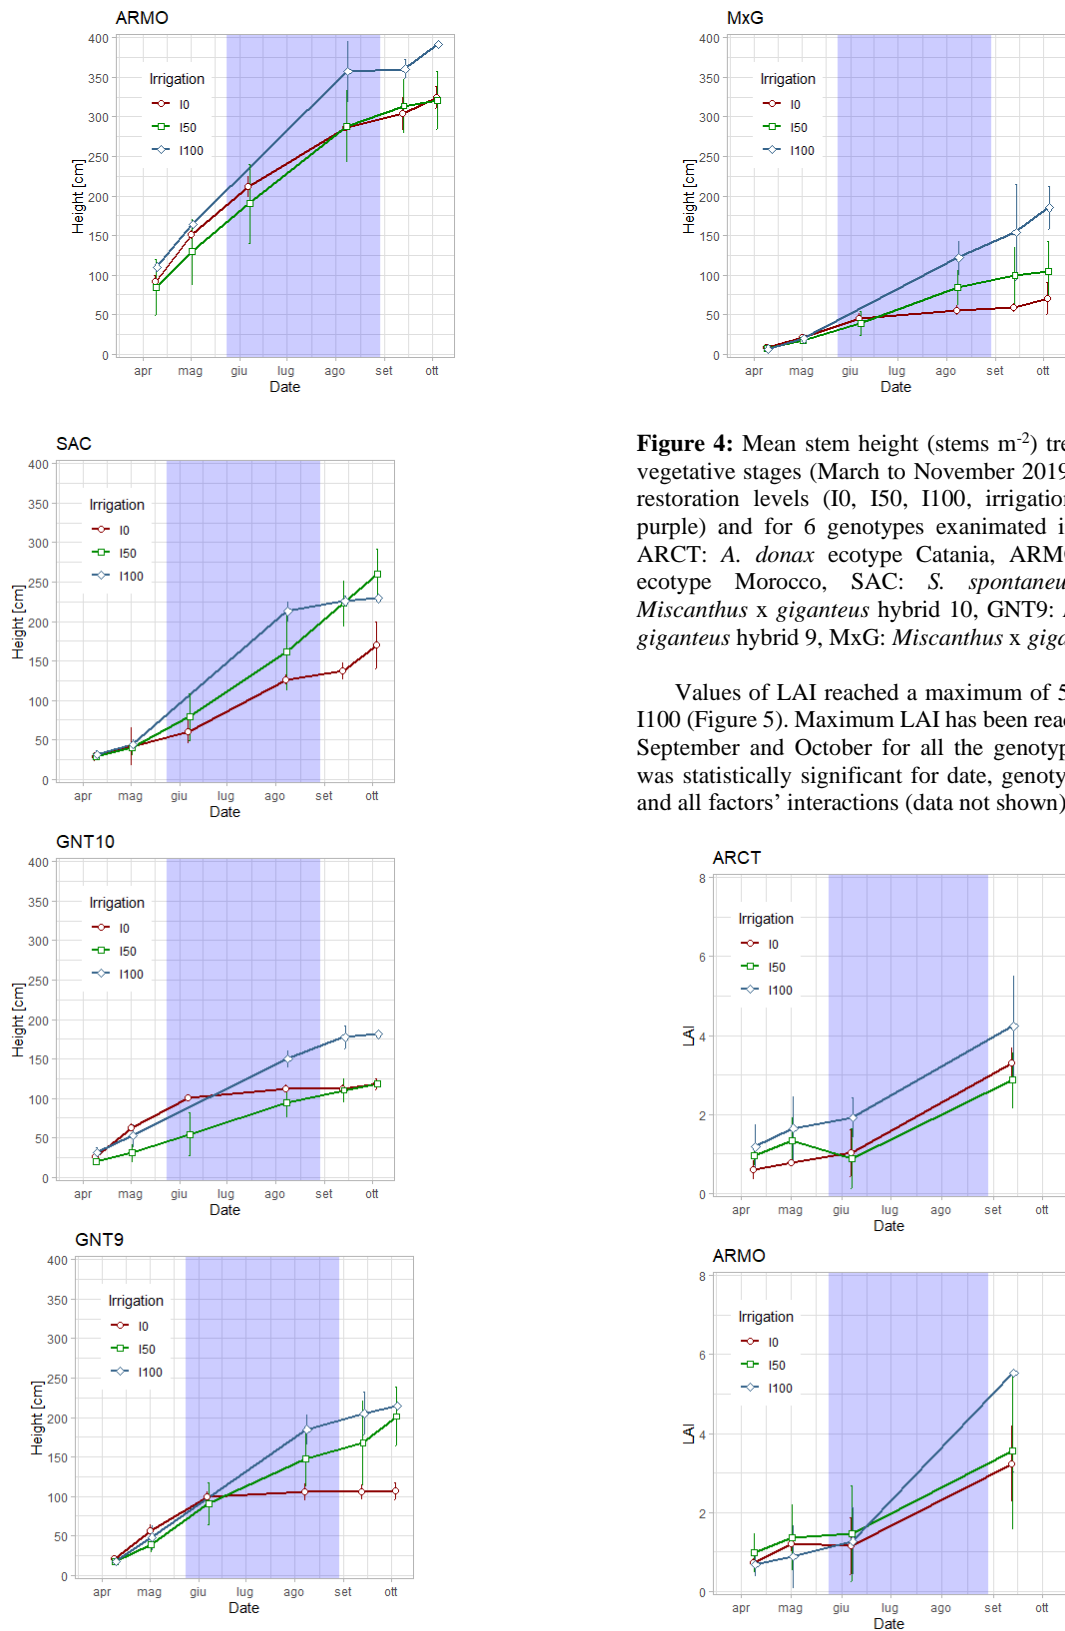 ARMO
400
350
300
250
200
150
100
50
0
Height [cm]
Irrigation
I0
I50
I100
apr mag giu lug ago set ott
Date
SAC
400
350
300
250
200
150
100
50
0
Height [cm]
Irrigation
I0
I50
I100
apr mag giu lug ago set ott
Date
GNT10
400
350
300
250
200
150
100
50
0
Height [cm]
Irrigation
I0
I50
I100
apr mag giu lug ago set ott
Date
GNT9
400
350
300
250
200
150
100
50
0
Height [cm]
Irrigation
I0
I50
I100
apr mag giu lug ago set ott
Date
MxG
400
350
300
250
200
150
100
50
0
Height [cm]
Irrigation
I0
I50
I100
apr mag giu lug ago set ott
Date
Figure 4: Mean stem height (stems m-2) tre
vegetative stages (March to November 2019
restoration levels (I0, I50, I100, irrigation
purple) and for 6 genotypes exanimated i
ARCT: A. donax ecotype Catania, ARMO
ecotype Morocco, SAC: S. spontaneu
Miscanthus x giganteus hybrid 10, GNT9:
giganteus hybrid 9, MxG: Miscanthus x giga
Values of LAI reached a maximum of 5
I100 (Figure 5). Maximum LAI has been reac
September and October for all the genotyp
was statistically significant for date, genoty
and all factors’ interactions (data not shown)
ARCT
8
6
4
2
0
LAI
Irrigation
I0
I50
I100
apr mag giu lug ago set ott
Date
ARMO
8
6
4
2
0
LAI
Irrigation
I0
I50
I100
apr mag giu lug ago set ott
Date